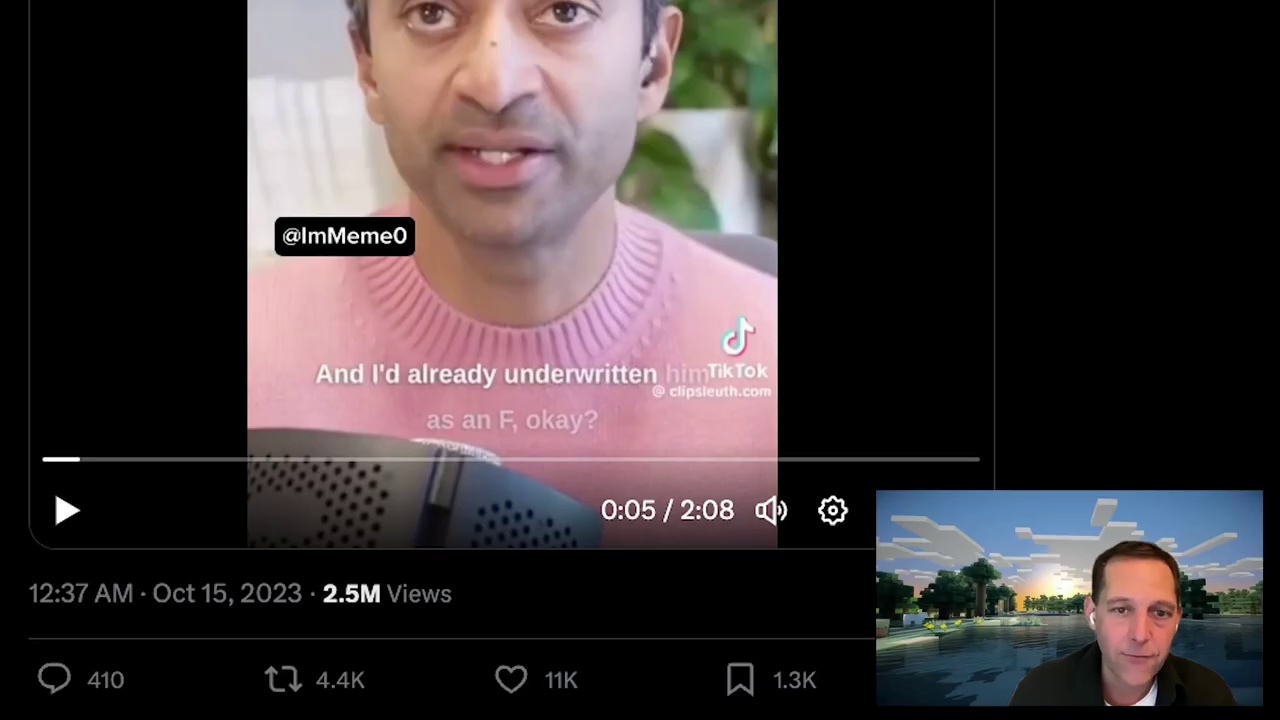 @ImMeme0
And I'd already underwritten him
TikTok
@ clipsleuth.com
as an F, okay?
0:05 / 2:08
12:37 AM · Oct 15, 2023 · 2.5M Views
410
4.4K
11K
1.3K